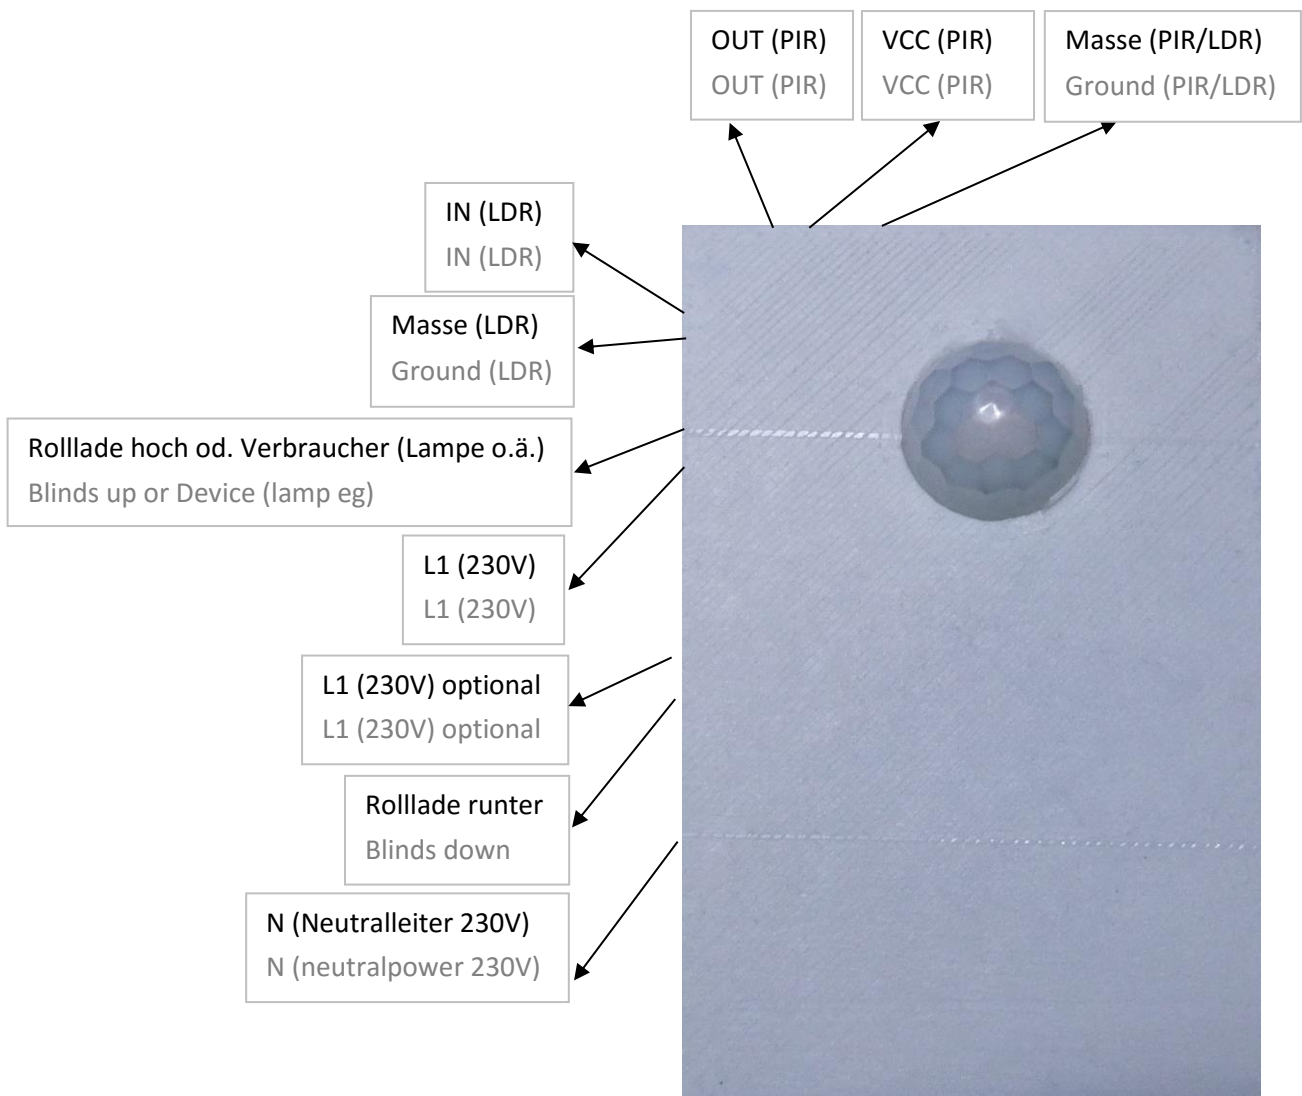 OUT (PIR)
OUT (PIR)
VCC (PIR)
VCC (PIR)
Masse (PIR/LDR)
Ground (PIR/LDR)
IN (LDR)
IN (LDR)
Masse (LDR)
Ground (LDR)
Rolllade hoch od. Verbraucher (Lampe o.ä.)
Blinds up or Device (lamp eg)
L1 (230V)
L1 (230V)
L1 (230V) optional
L1 (230V) optional
Rolllade runter
Blinds down
N (Neutralleiter 230V)
N (neutralpower 230V)